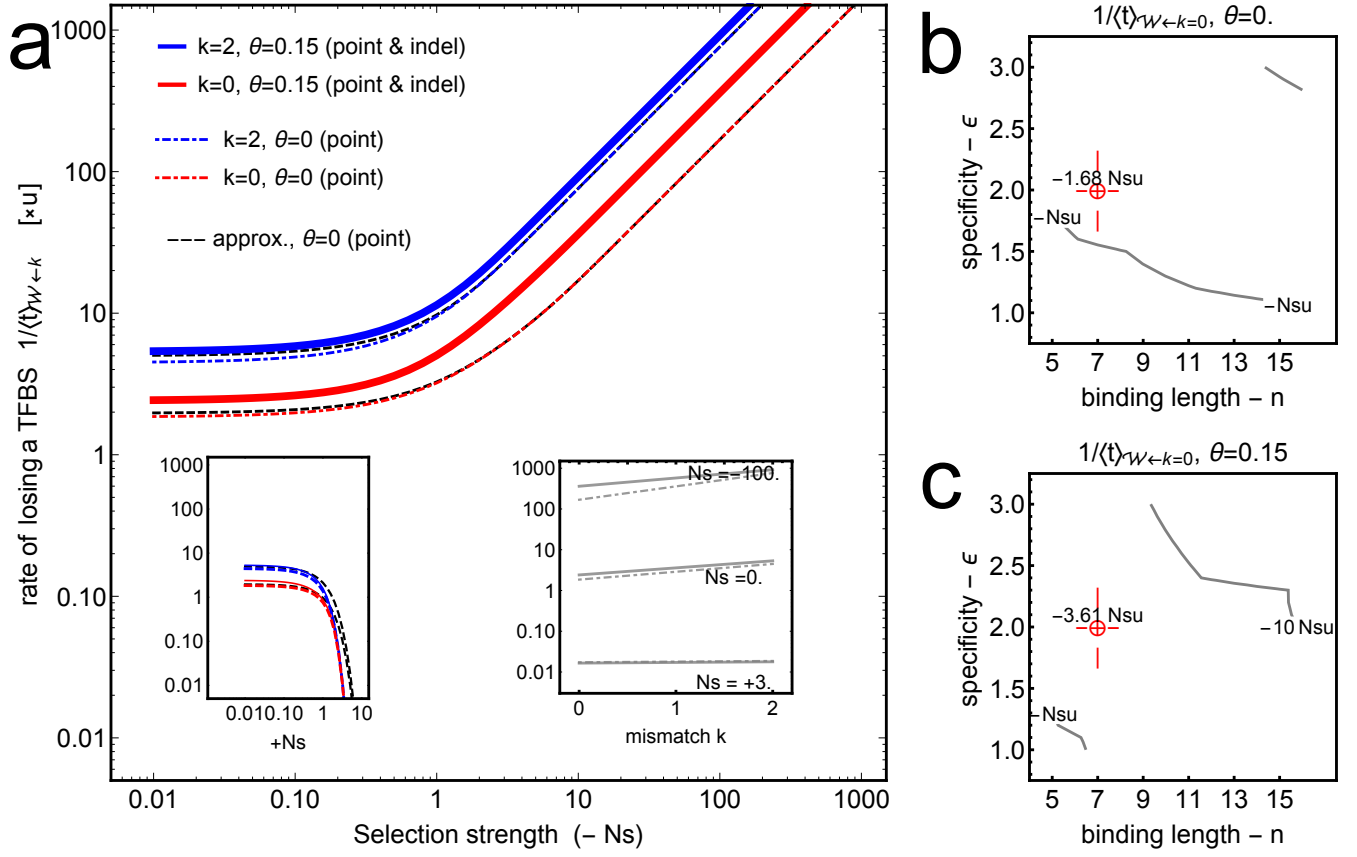 a
k=2, θ=0.15 (point & indel)
k=0, θ=0.15 (point & indel)
k=2, θ=0 (point)
k=0, θ=0 (point)
approx., θ=0 (point)
rate of losing a TFBS 1/⟨t⟩𝒲←k [×u]
1000
100
10
1
0.10
0.01
0.01
0.10
1
10
100
1000
Selection strength (− Ns)
1000
100
10
1
0.10
0.01
0.01 0.10 1 10
+Ns
1000
100
10
1
0.10
0.01
Ns =−100.
Ns =0.
Ns = +3.
0 1 2
mismatch k
b
1/⟨t⟩𝒲←k=0, θ=0.
specificity − ϵ
3.0
2.5
2.0
1.5
1.0
−1.68 Nsu
−Nsu
−Nsu
5 7 9 11 13 15
binding length − n
c
1/⟨t⟩𝒲←k=0, θ=0.15
specificity − ϵ
3.0
2.5
2.0
1.5
1.0
−3.61 Nsu
−10 Nsu
−Nsu
5 7 9 11 13 15
binding length − n